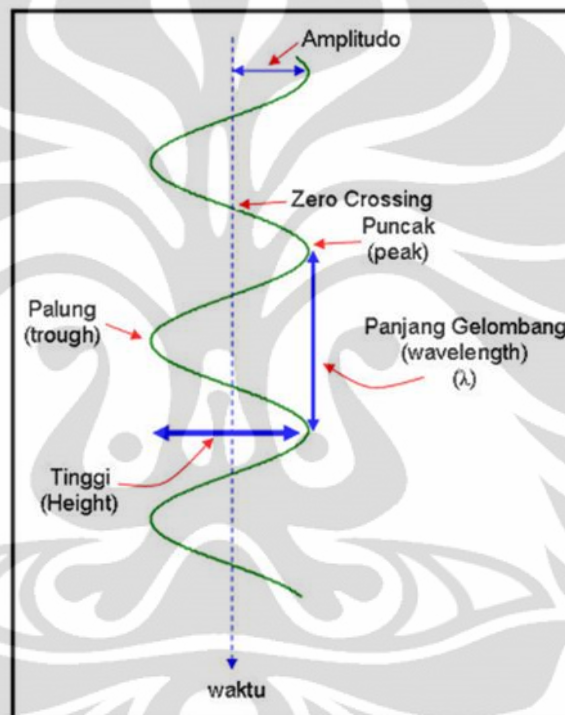 Amplitudo
Zero Crossing
Puncak
(peak)
Palung
(trough)
Panjang Gelombang
(wavelength)
(λ)
Tinggi
(Height)
waktu